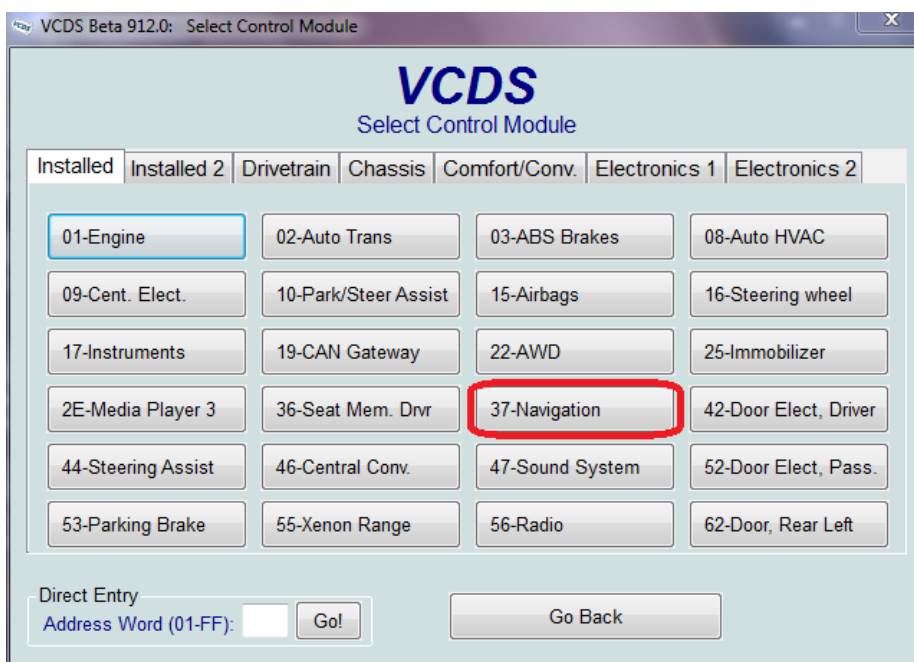 VCDS Beta 912.0: Select Control Module
VCDS
Select Control Module
Installed Installed 2 Drivetrain Chassis Comfort/Conv. Electronics 1 Electronics 2
01-Engine 02-Auto Trans 03-ABS Brakes 08-Auto HVAC
09-Cent. Elect. 10-Park/Steer Assist 15-Airbags 16-Steering wheel
17-Instruments 19-CAN Gateway 22-AWD 25-Immobilizer
2E-Media Player 3 36-Seat Mem. Drvr 37-Navigation 42-Door Elect, Driver
44-Steering Assist 46-Central Conv. 47-Sound System 52-Door Elect, Pass.
53-Parking Brake 55-Xenon Range 56-Radio 62-Door, Rear Left
Direct Entry
Address Word (01-FF): Go! Go Back